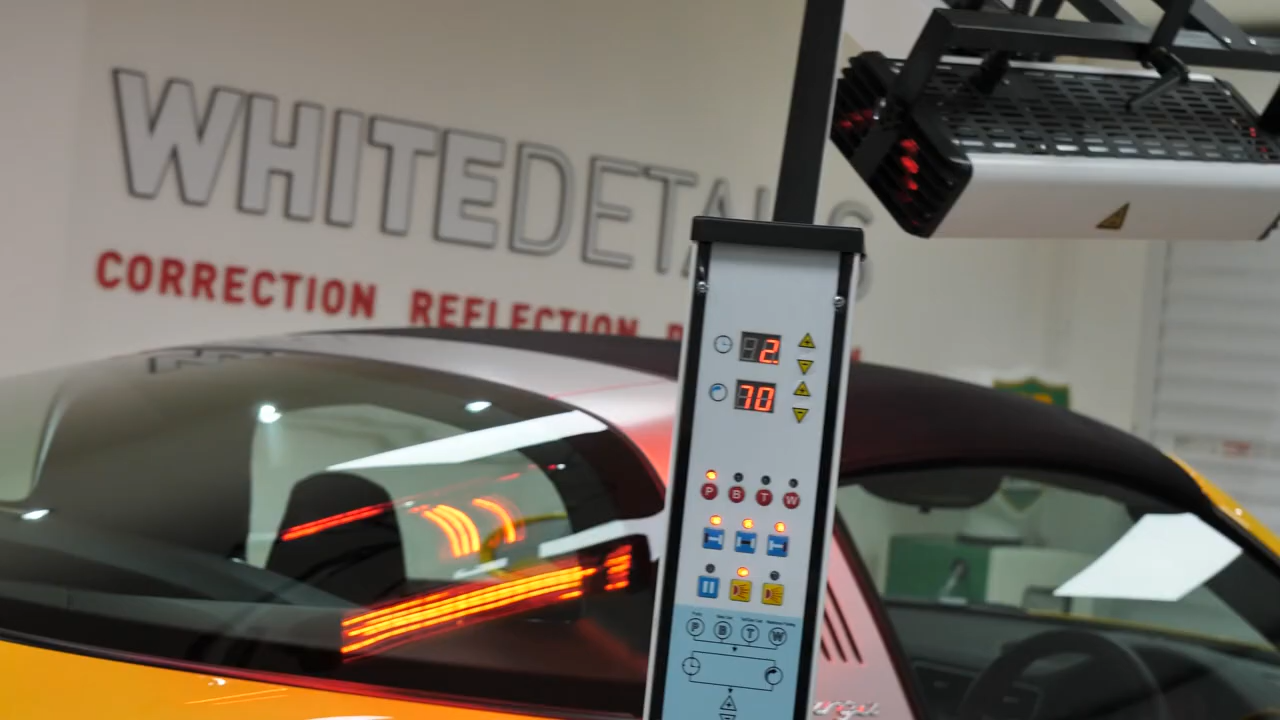 WHITEDETAILS
CORRECTION REFLECTION
2.
70
P B T W
P B T W